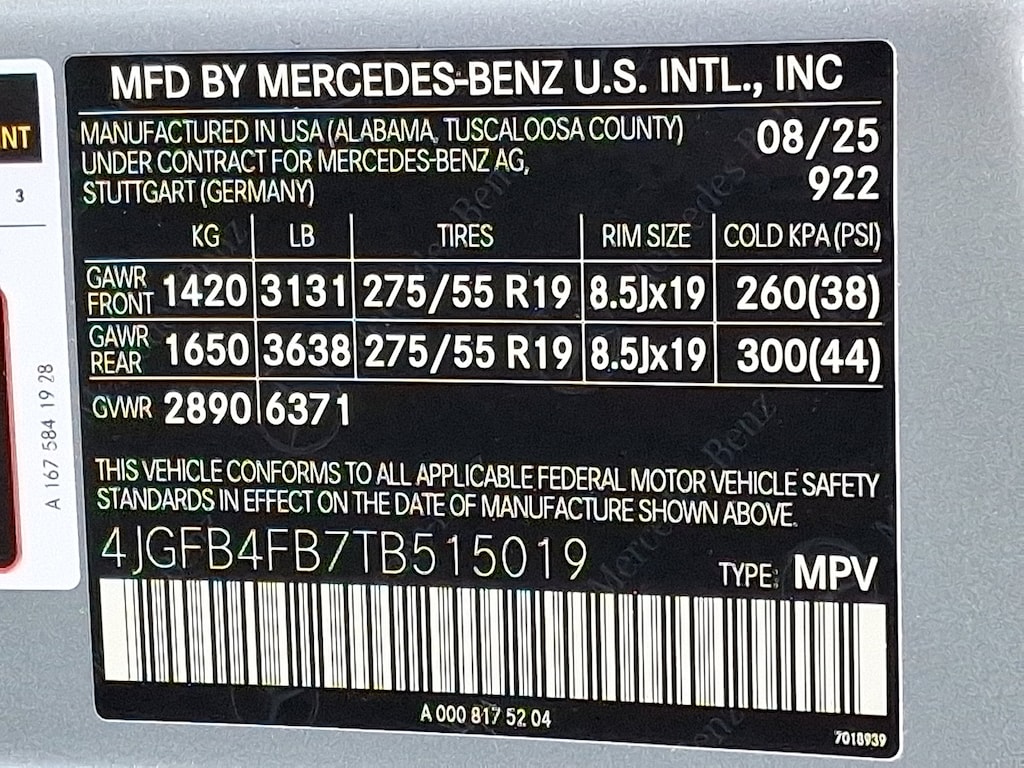 MFD BY MERCEDES-BENZ U.S. INTL., INC
MANUFACTURED IN USA (ALABAMA, TUSCALOOSA COUNTY)
UNDER CONTRACT FOR MERCEDES-BENZ AG,
STUTTGART (GERMANY)
08/25
922
KG LB TIRES RIM SIZE COLD KPA (PSI)
GAWR FRONT 1420 3131 275/55 R19 8.5Jx19 260(38)
GAWR REAR 1650 3638 275/55 R19 8.5Jx19 300(44)
GVWR 2890 6371
THIS VEHICLE CONFORMS TO ALL APPLICABLE FEDERAL MOTOR VEHICLE SAFETY
STANDARDS IN EFFECT ON THE DATE OF MANUFACTURE SHOWN ABOVE.
4JGFB4FB7TB515019
TYPE: MPV
A 000 817 52 04
7018939
NT
3
A 167 584 19 28